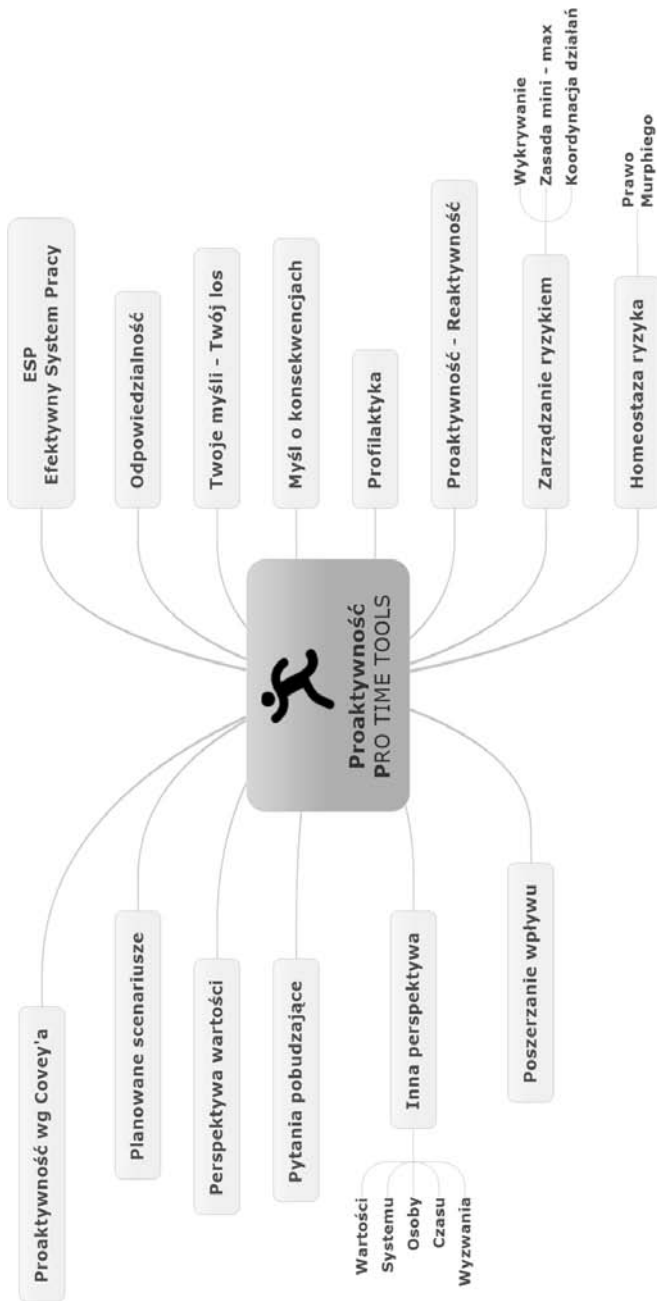 Proaktywność
PRO TIME TOOLS
ESP
Efektywny System Pracy
Odpowiedzialność
Twoje myśli – Twój los
Myśl o konsekwencjach
Profilaktyka
Proaktywność – Reaktywność
Zarządzanie ryzykiem
Wykrywanie
Zasada mini – max
Koordynacja działań
Homeostaza ryzyka
Prawo
Murphiego
Proaktywność wg Covey'a
Planowane scenariusze
Perspektywa wartości
Pytania pobudzające
Inna perspektywa
Wartości
Systemu
Osoby
Czasu
Wyzwania
Poszerzanie wpływu